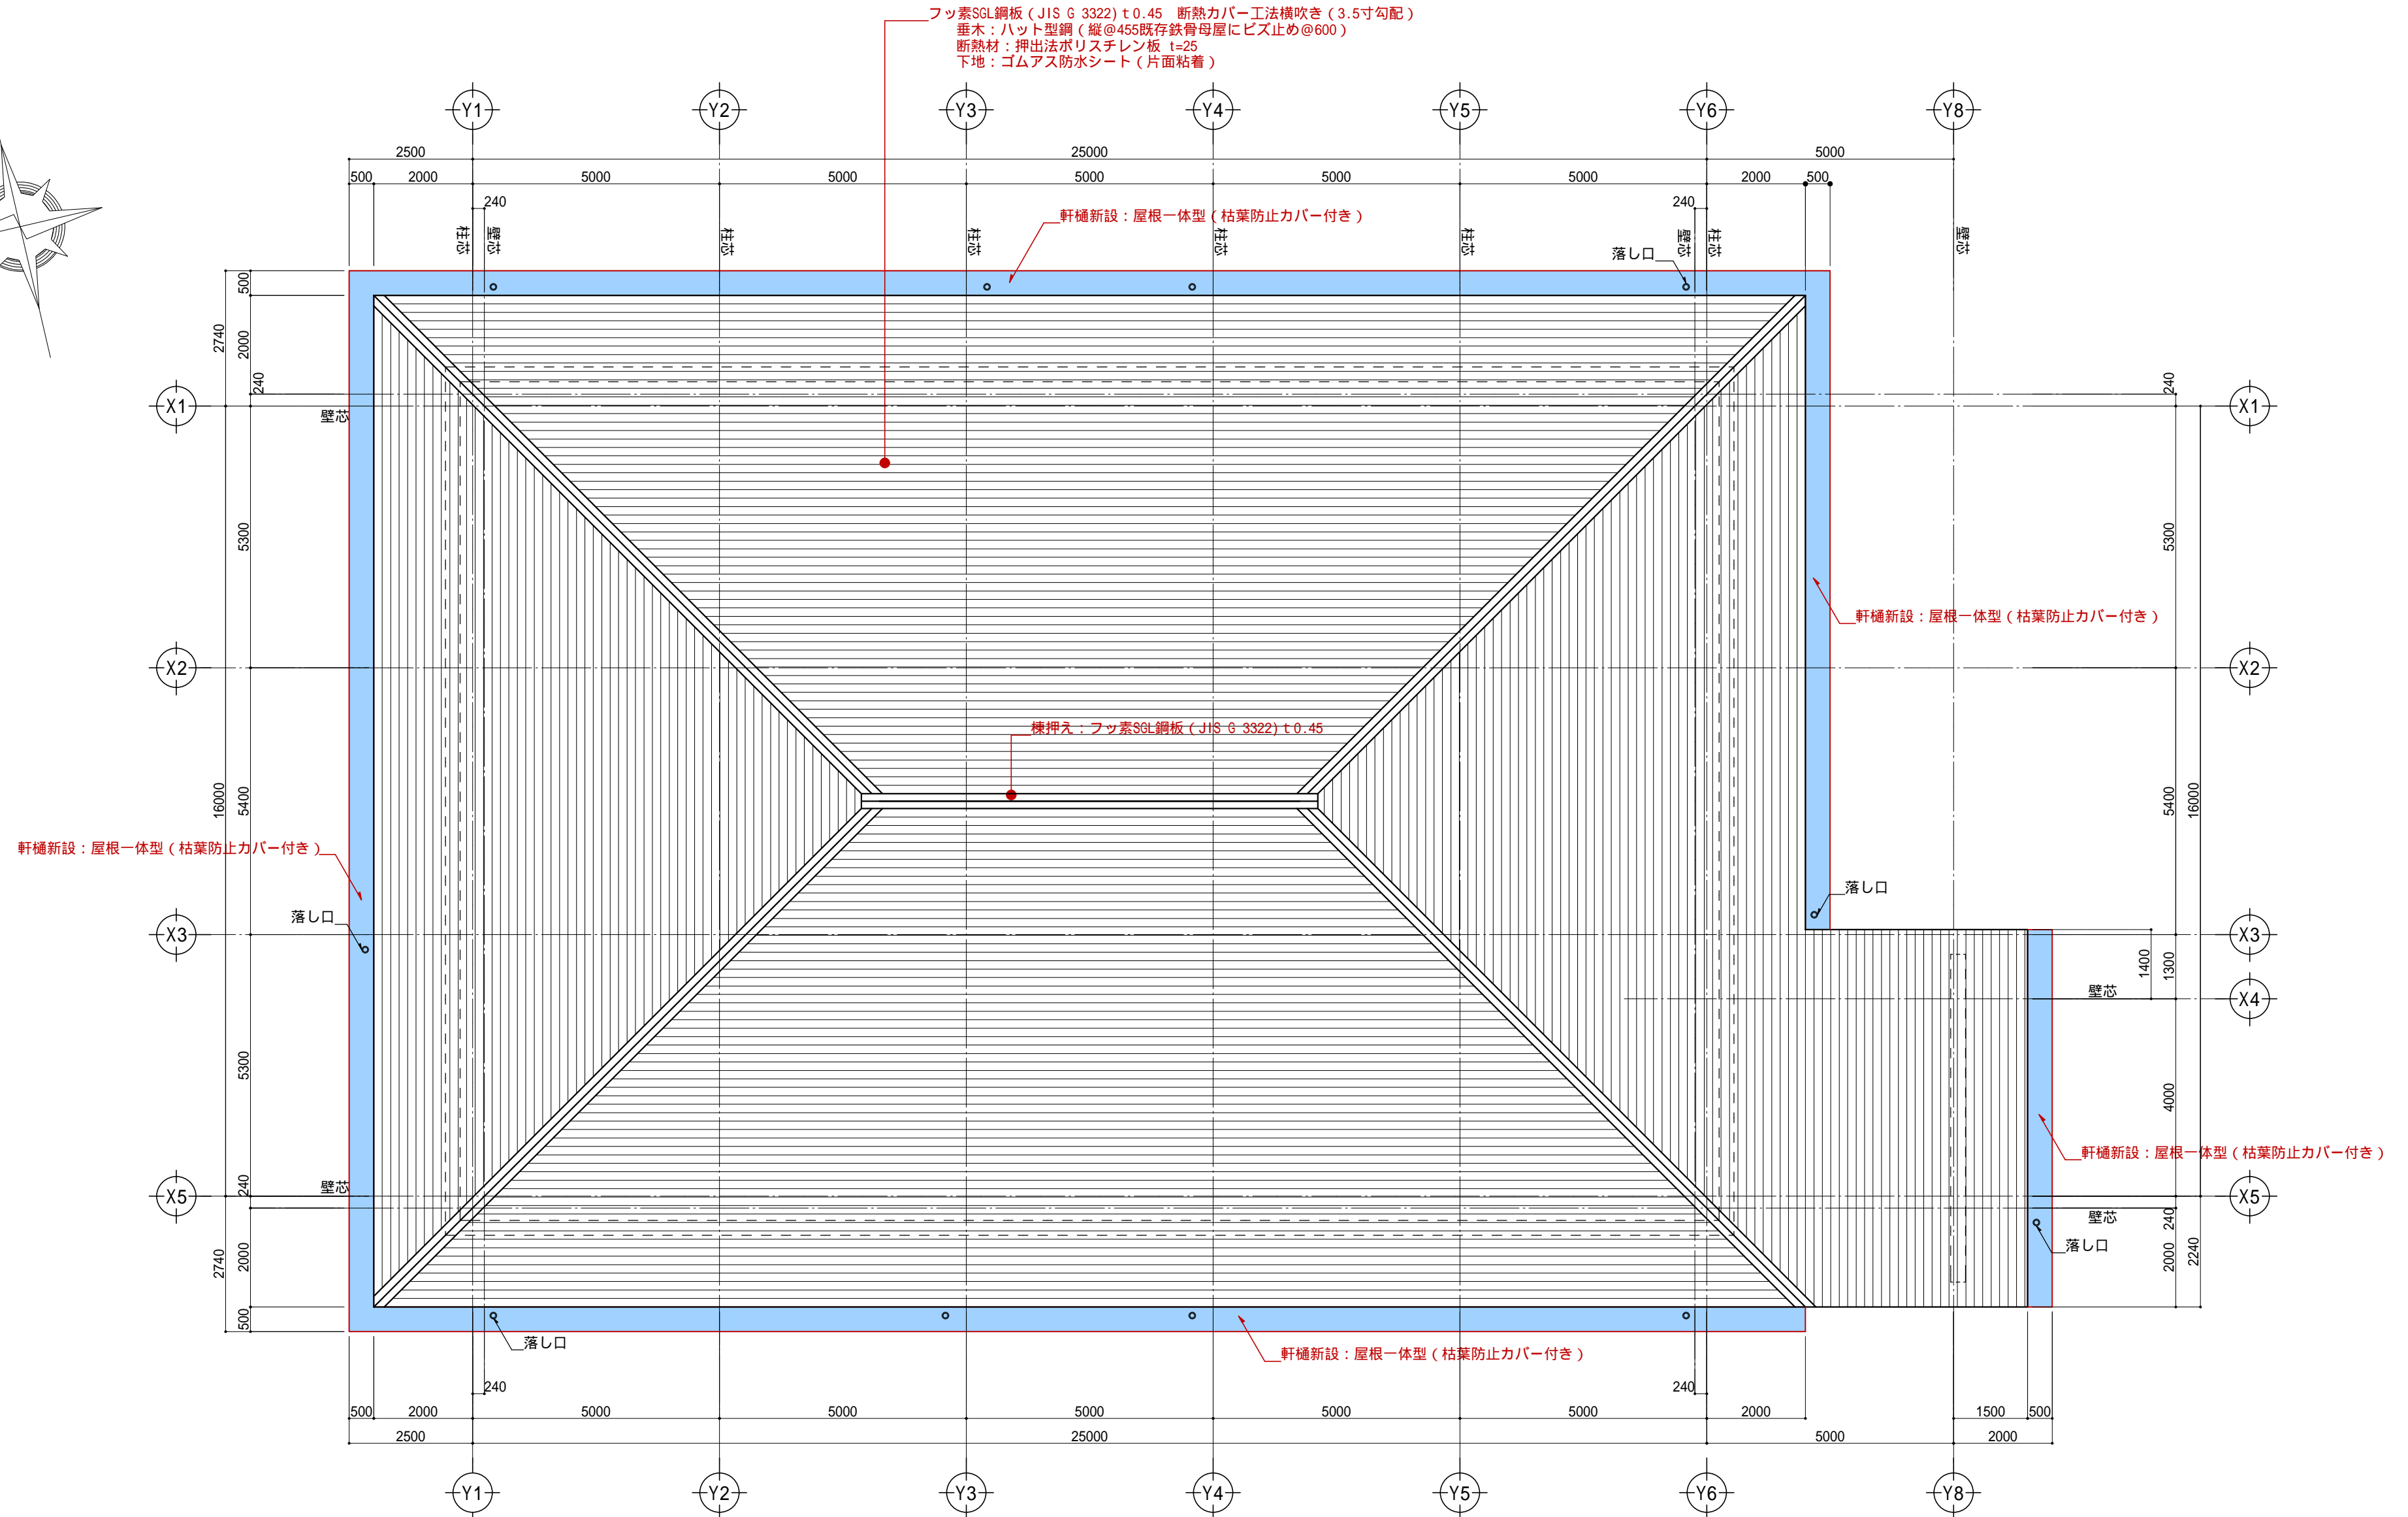 フッ素SGL鋼板（JIS G 3322)ｔ0.45　断熱カバー工法横吹き（3.5寸勾配）
垂木：ハット型鋼（縦@455既存鉄骨母屋にビズ止め@600）
断熱材：押出法ポリスチレン板 t=25
下地：ゴムアス防水シート（片面粘着）
Y1 Y2 Y3 Y4 Y5 Y6 Y8
2500 25000 5000
500 2000 5000 5000 5000 5000 5000 2000 500
240 240
軒樋新設：屋根一体型（枯葉防止カバー付き）
柱芯 壁芯 柱芯 柱芯 柱芯 柱芯 壁芯 柱芯 壁芯
落し口
500
2740 2000
240 240
X1 X1
壁芯
5300 5300
軒樋新設：屋根一体型（枯葉防止カバー付き）
X2 X2
棟押え：フッ素SGL鋼板（JIS G 3322)ｔ0.45
16000 5400 5400 16000
軒樋新設：屋根一体型（枯葉防止カバー付き）
落し口
落し口
X3 X3
1400 1300
壁芯
X4
5300 4000
軒樋新設：屋根一体型（枯葉防止カバー付き）
240 壁芯
X5 X5
240 壁芯
落し口
2740 2000 2000 2240
500
落し口
軒樋新設：屋根一体型（枯葉防止カバー付き）
240 240
500 2000 5000 5000 5000 5000 5000 2000 1500 500
2500 25000 5000 2000
Y1 Y2 Y3 Y4 Y5 Y6 Y8